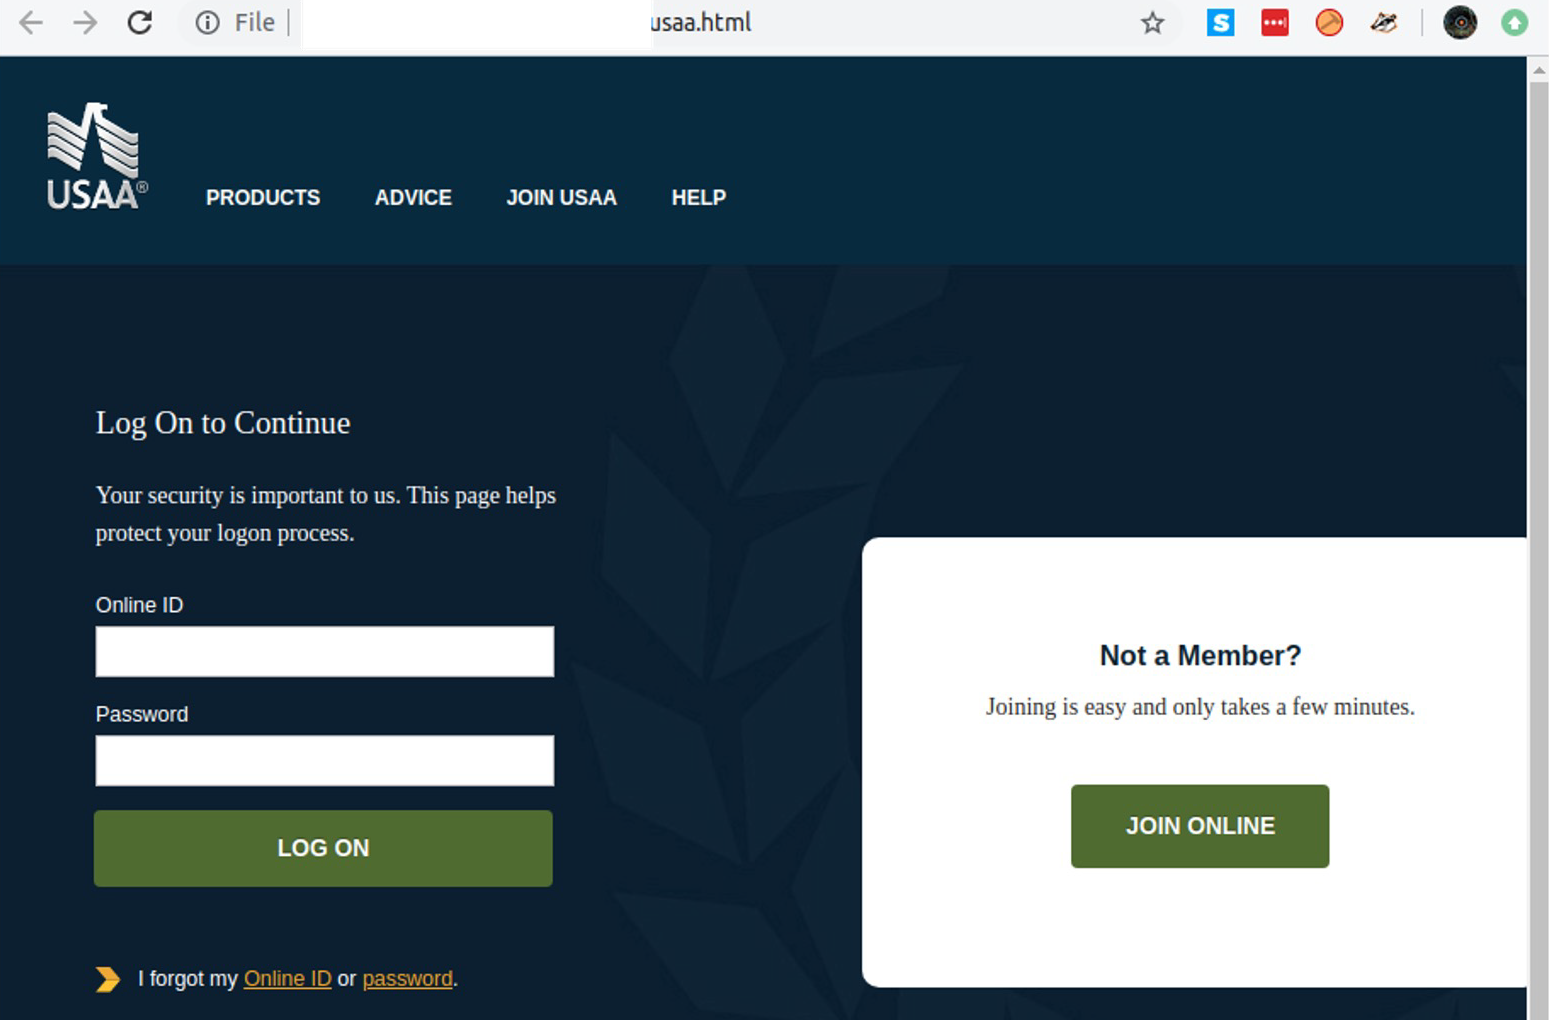 File
usaa.html
S
USAA®
PRODUCTS
ADVICE
JOIN USAA
HELP
Log On to Continue
Your security is important to us. This page helps
protect your logon process.
Online ID
Password
LOG ON
I forgot my Online ID or password.
Not a Member?
Joining is easy and only takes a few minutes.
JOIN ONLINE